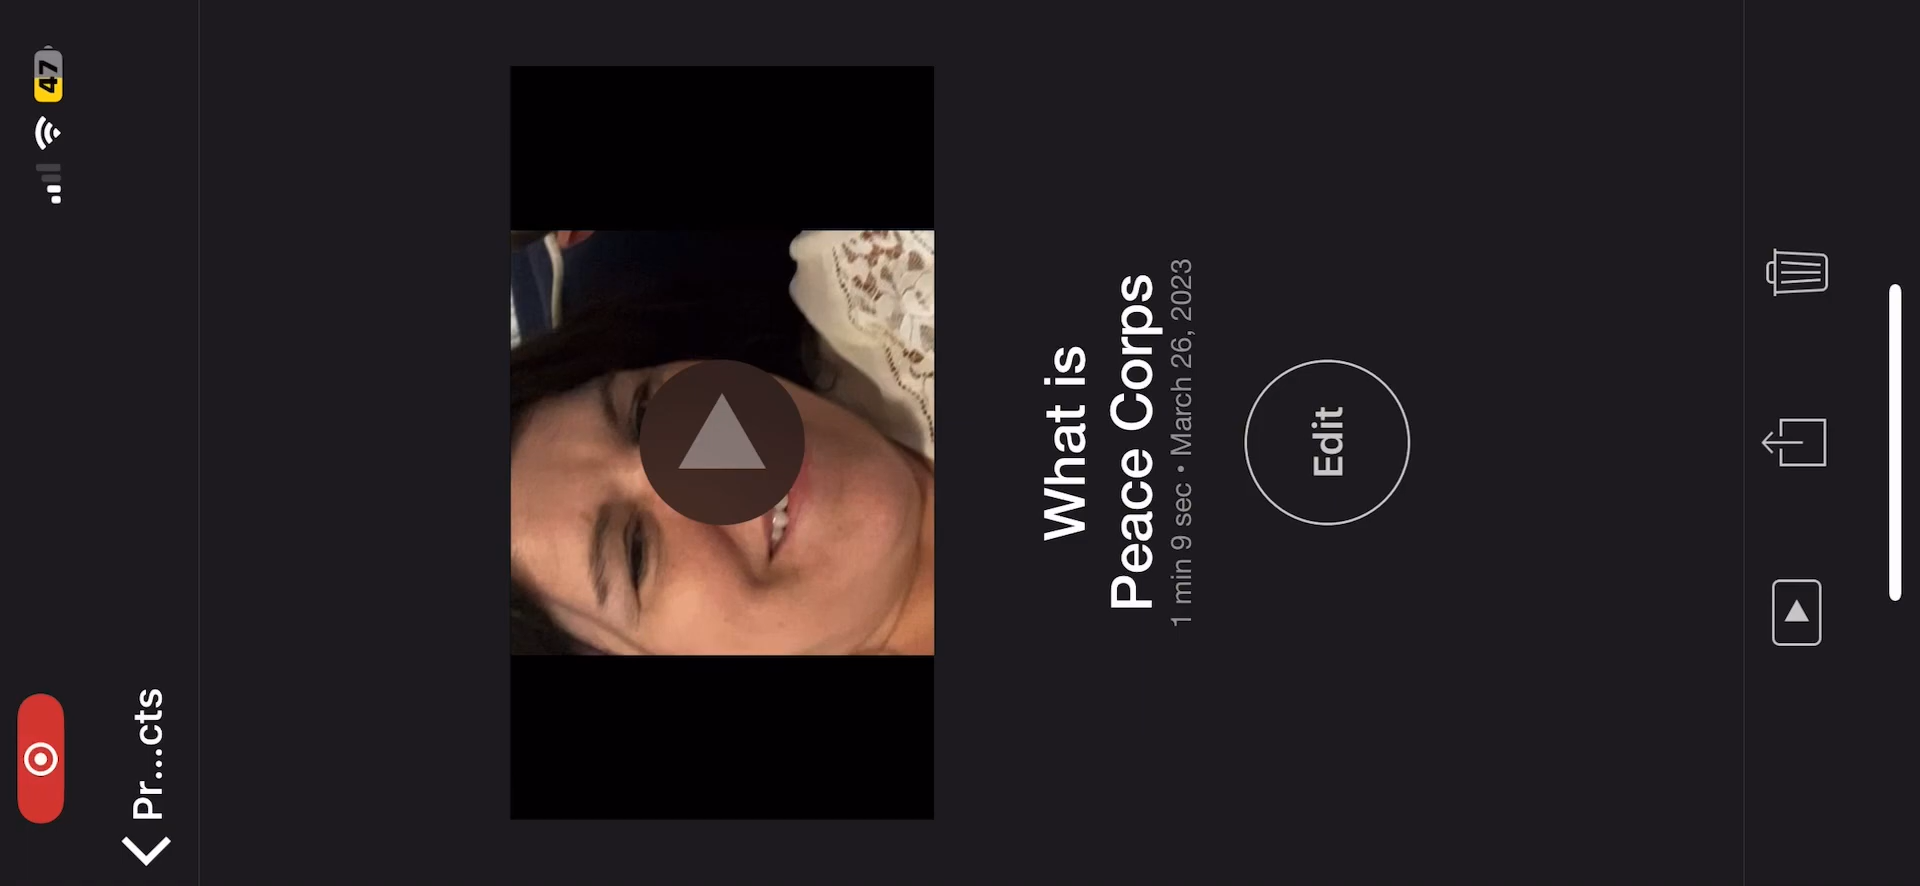 47
Pr...cts
What is
Peace Corps
1 min 9 sec • March 26, 2023
Edit